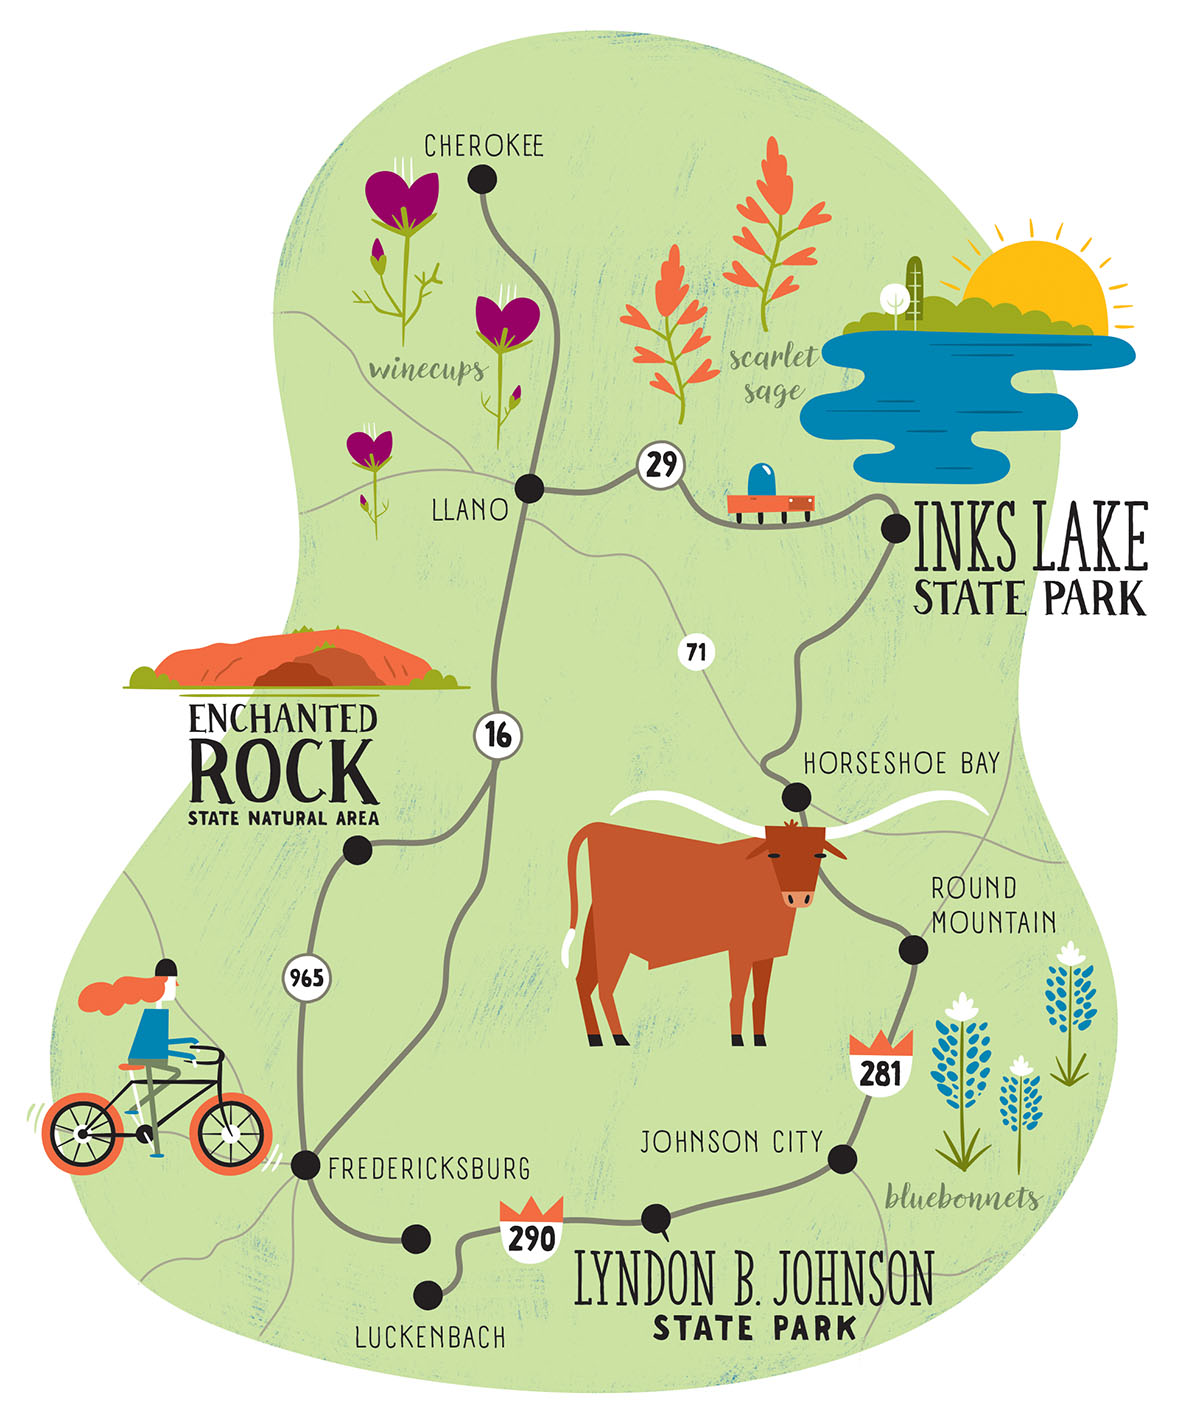 CHEROKEE
winecups
scarlet
sage
29
LLANO
INKS LAKE
STATE PARK
71
ENCHANTED
ROCK
STATE NATURAL AREA
16
HORSESHOE BAY
ROUND
MOUNTAIN
965
281
JOHNSON CITY
FREDERICKSBURG
bluebonnets
290
LYNDON B. JOHNSON
STATE PARK
LUCKENBACH